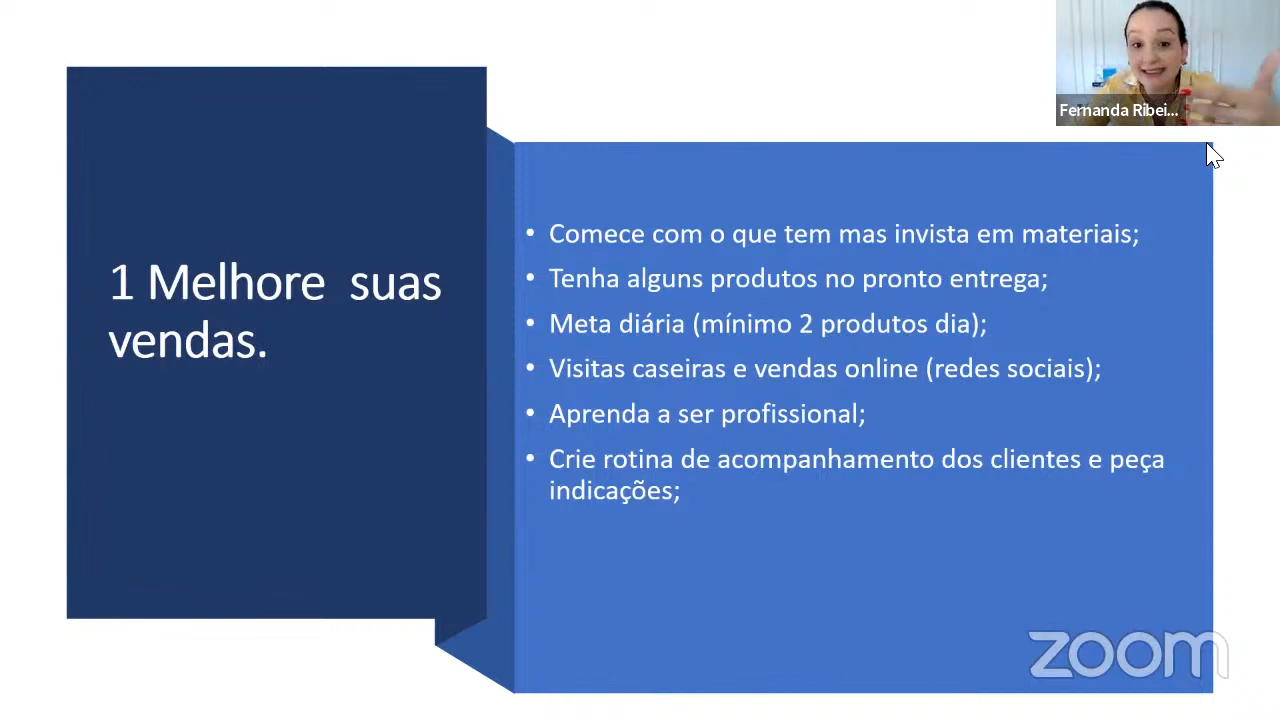 Fernanda Ribei...
1 Melhore suas
vendas.
• Comece com o que tem mas invista em materiais;
• Tenha alguns produtos no pronto entrega;
• Meta diária (mínimo 2 produtos dia);
• Visitas caseiras e vendas online (redes sociais);
• Aprenda a ser profissional;
• Crie rotina de acompanhamento dos clientes e peça
indicações;
zoom